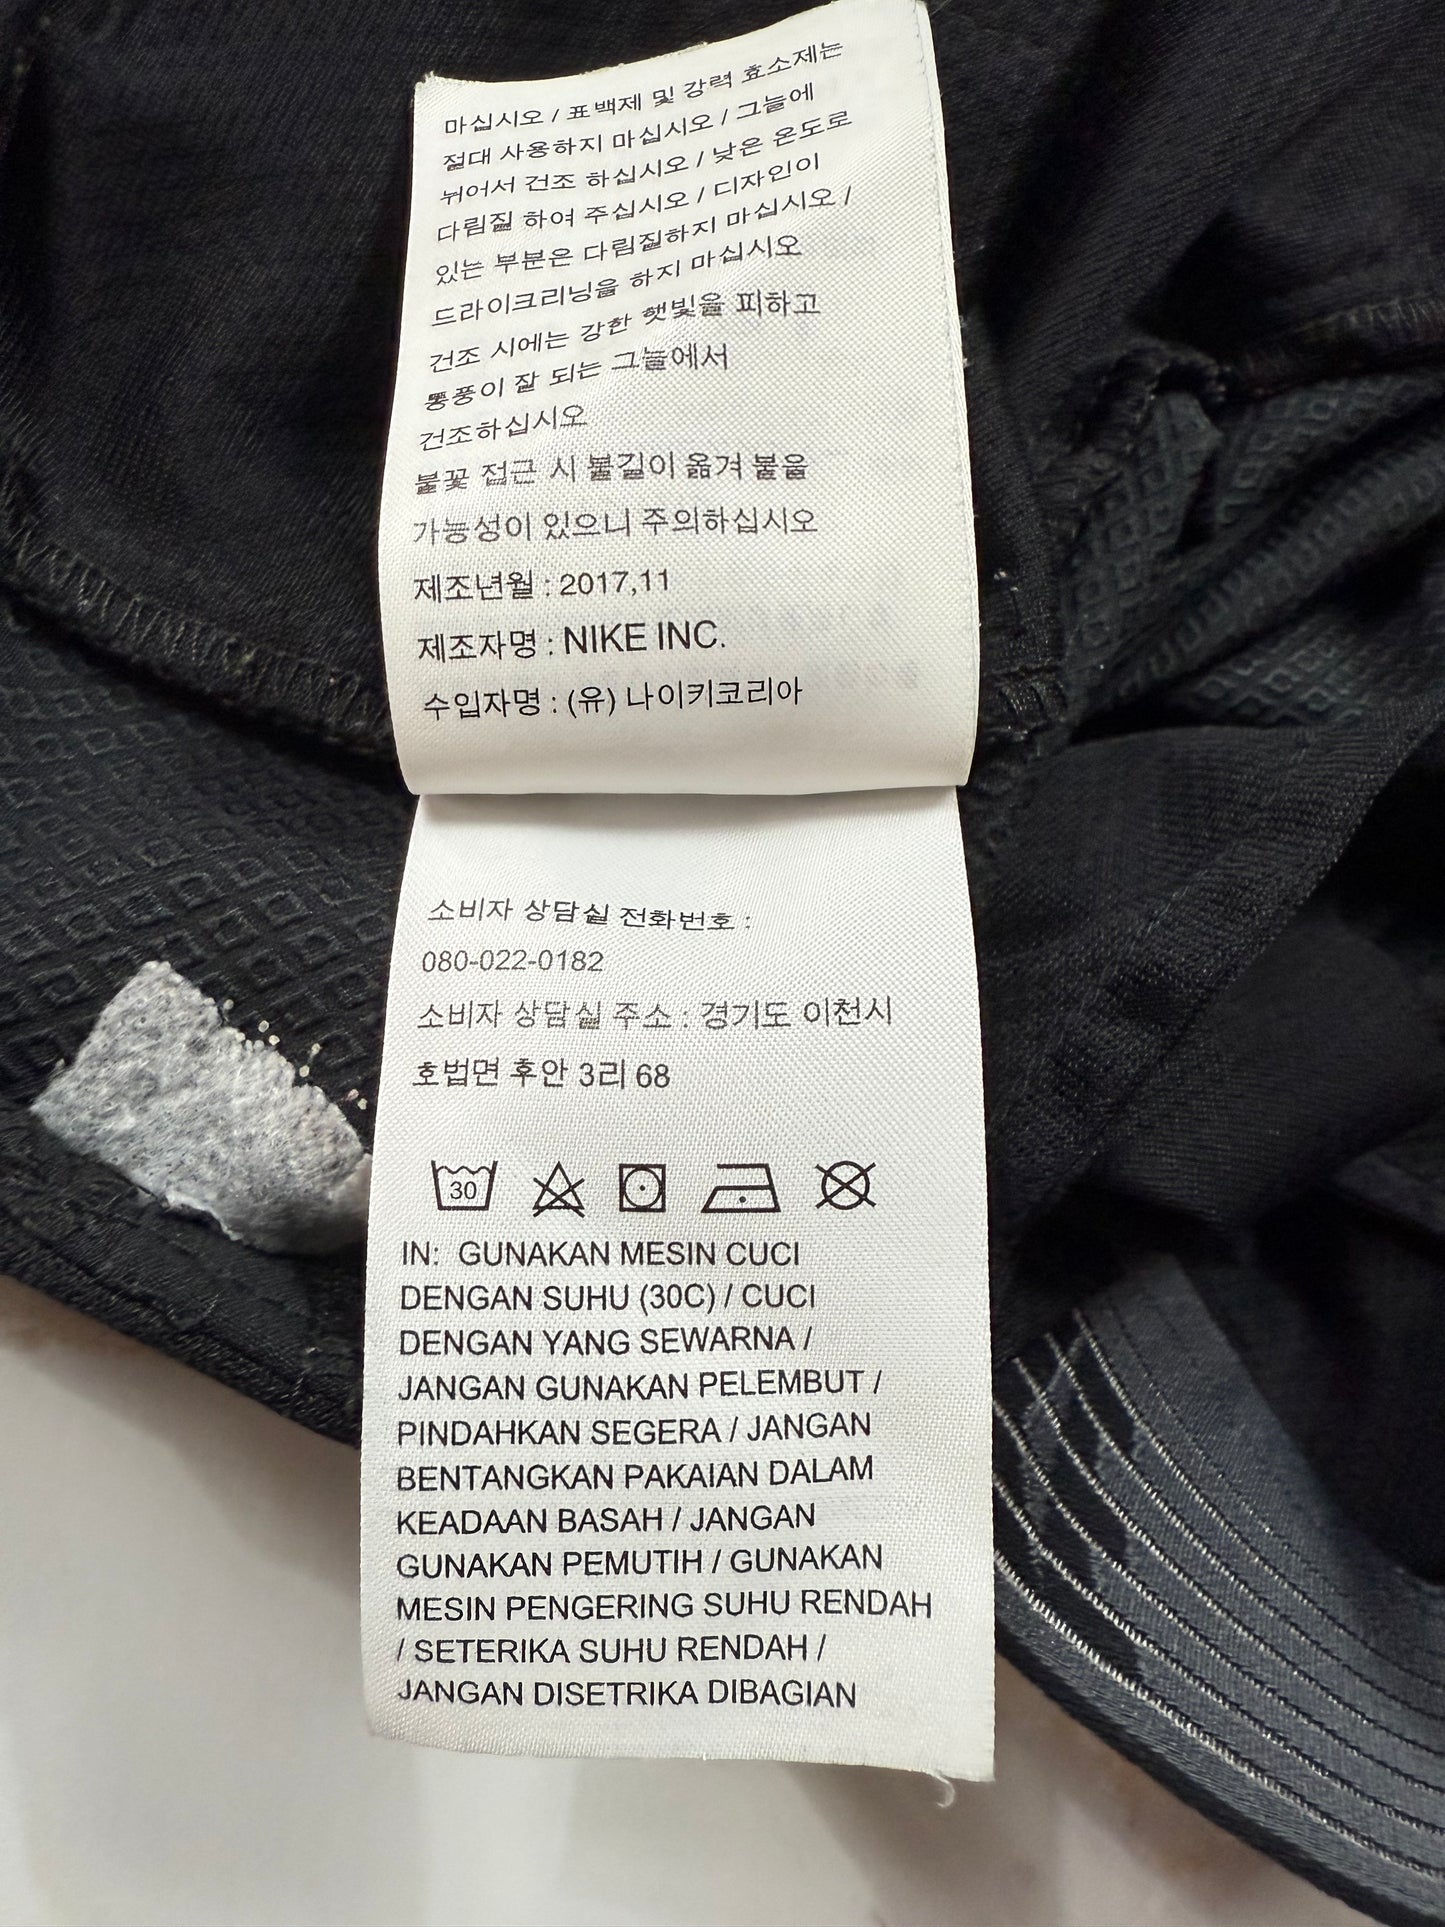 마십시오 / 표백제 및 강력 효소제는
절대 사용하지 마십시오 / 그늘에
뉘어서 건조 하십시오 / 낮은 온도로
다림질 하여 주십시오 / 디자인이
있는 부분은 다림질하지 마십시오 /
드라이크리닝을 하지 마십시오
건조 시에는 강한 햇빛을 피하고
통풍이 잘 되는 그늘에서
건조하십시오
불꽃 접근 시 불길이 옮겨 붙을
가능성이 있으니 주의하십시오
제조년월 : 2017,11
제조자명 : NIKE INC.
수입자명 : (유) 나이키코리아
소비자 상담실 전화번호 :
080-022-0182
소비자 상담실 주소 : 경기도 이천시
호법면 후안 3리 68
30
IN: GUNAKAN MESIN CUCI
DENGAN SUHU (30C) / CUCI
DENGAN YANG SEWARNA /
JANGAN GUNAKAN PELEMBUT /
PINDAHKAN SEGERA / JANGAN
BENTANGKAN PAKAIAN DALAM
KEADAAN BASAH / JANGAN
GUNAKAN PEMUTIH / GUNAKAN
MESIN PENGERING SUHU RENDAH
/ SETERIKA SUHU RENDAH /
JANGAN DISETRIKA DIBAGIAN